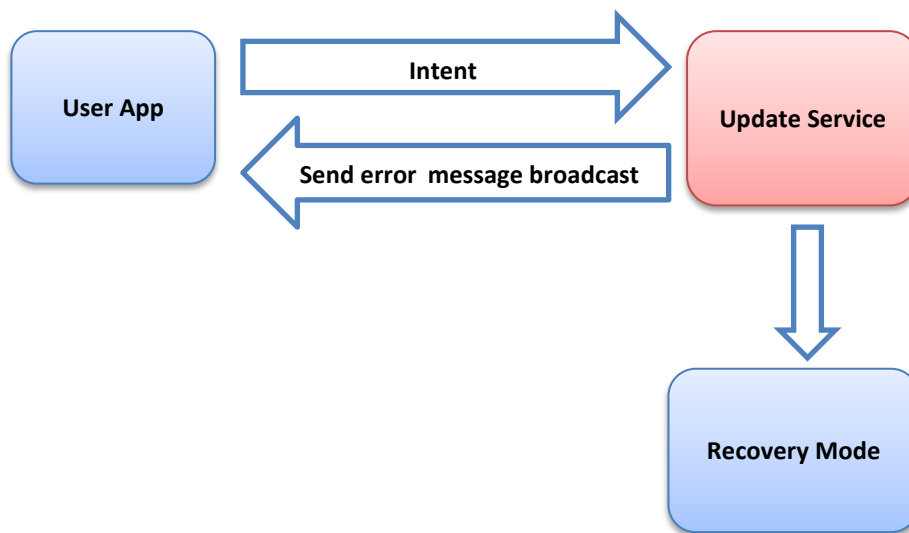 Intent
User App
Update Service
Send error  message broadcast
Recovery Mode